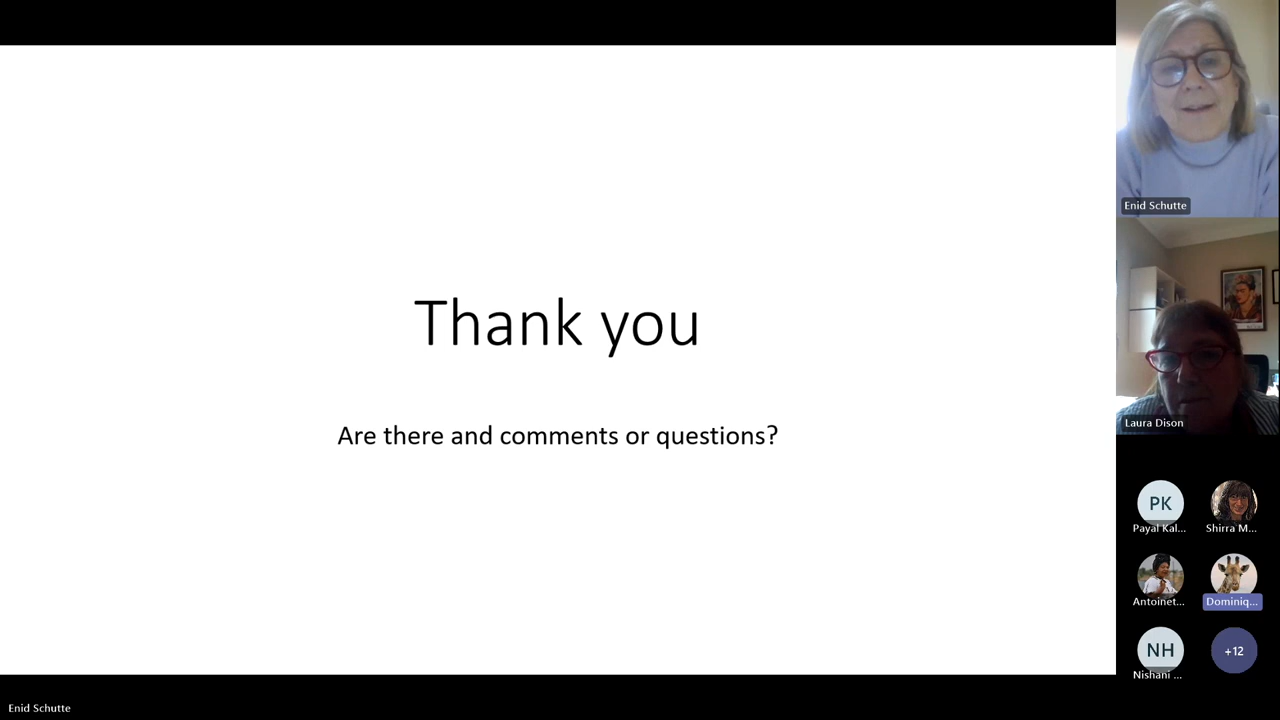 Thank you
Are there and comments or questions?
Enid Schutte
Laura Dison
PK
Payal Kal...
Shirra M...
Antoinet...
Dominiq...
NH
+12
Nishani ...
Enid Schutte